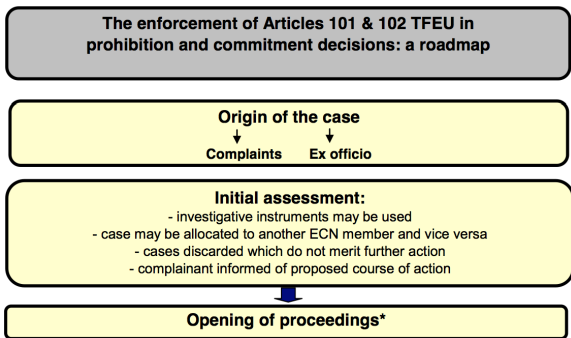 The enforcement of Articles 101 & 102 TFEU in
prohibition and commitment decisions: a roadmap
Origin of the case
Complaints Ex officio
Initial assessment:
- investigative instruments may be used
- case may be allocated to another ECN member and vice versa
- cases discarded which do not merit further action
- complainant informed of proposed course of action
Opening of proceedings*